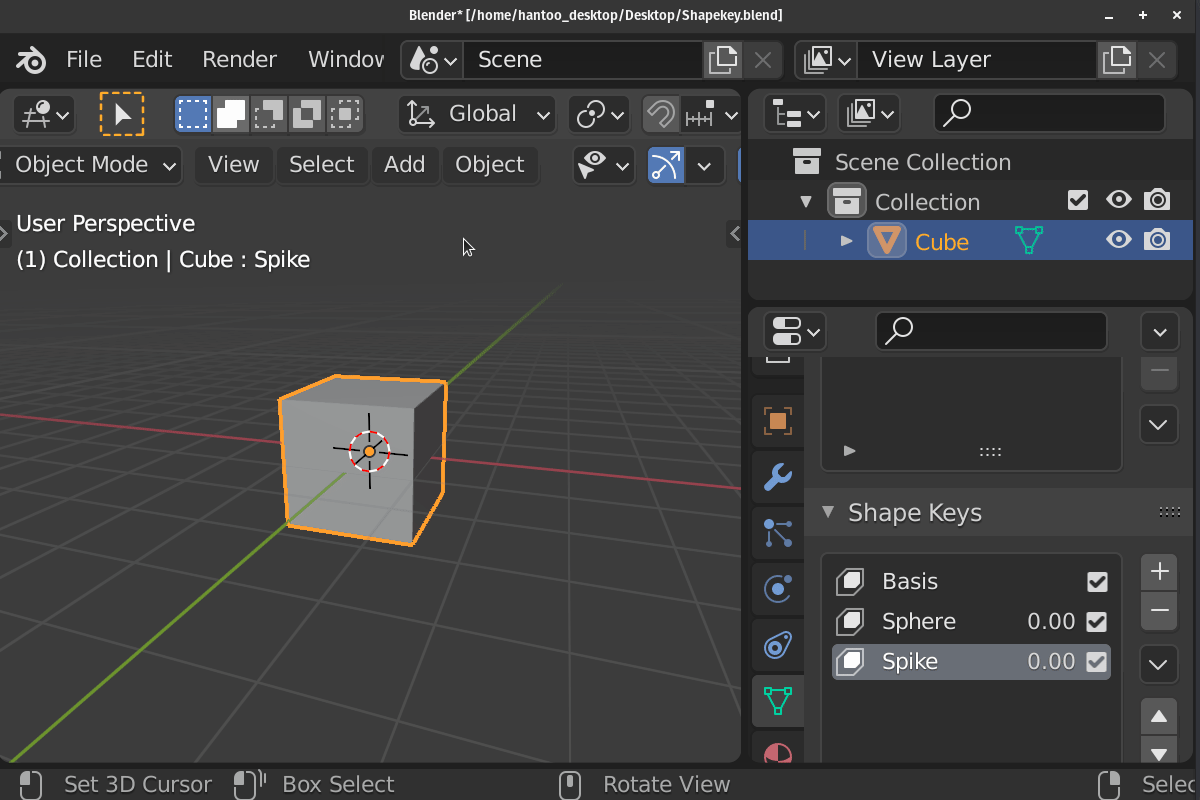 Blender* [/home/hantoo_desktop/Desktop/Shapekey.blend]
File Edit Render Window Scene View Layer
Global
Object Mode View Select Add Object
User Perspective
(1) Collection | Cube : Spike
Scene Collection
Collection
Cube
Shape Keys
Basis
Sphere 0.00
Spike 0.00
Set 3D Cursor Box Select Rotate View Selec